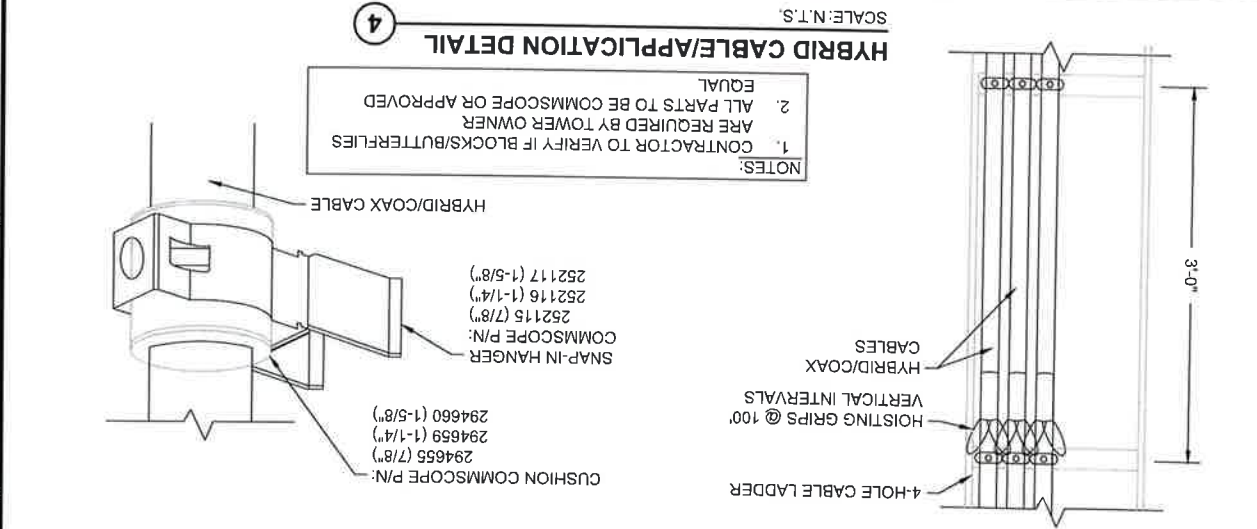 4-HOLE CABLE LADDER
HOISTING GRIPS @ 100'
VERTICAL INTERVALS
HYBRID/COAX
CABLES
3'-0"
CUSHION COMMSCOPE P/N:
294655 (7/8")
294659 (1-1/4")
294660 (1-5/8")
SNAP-IN HANGER
COMMSCOPE P/N:
252115 (7/8")
252116 (1-1/4")
252117 (1-5/8")
HYBRID/COAX CABLE
NOTES:
1. CONTRACTOR TO VERIFY IF BLOCKS/BUTTERFLIES
ARE REQUIRED BY TOWER OWNER
2. ALL PARTS TO BE COMMSCOPE OR APPROVED
EQUAL
HYBRID CABLE/APPLICATION DETAIL
4
SCALE: N.T.S.